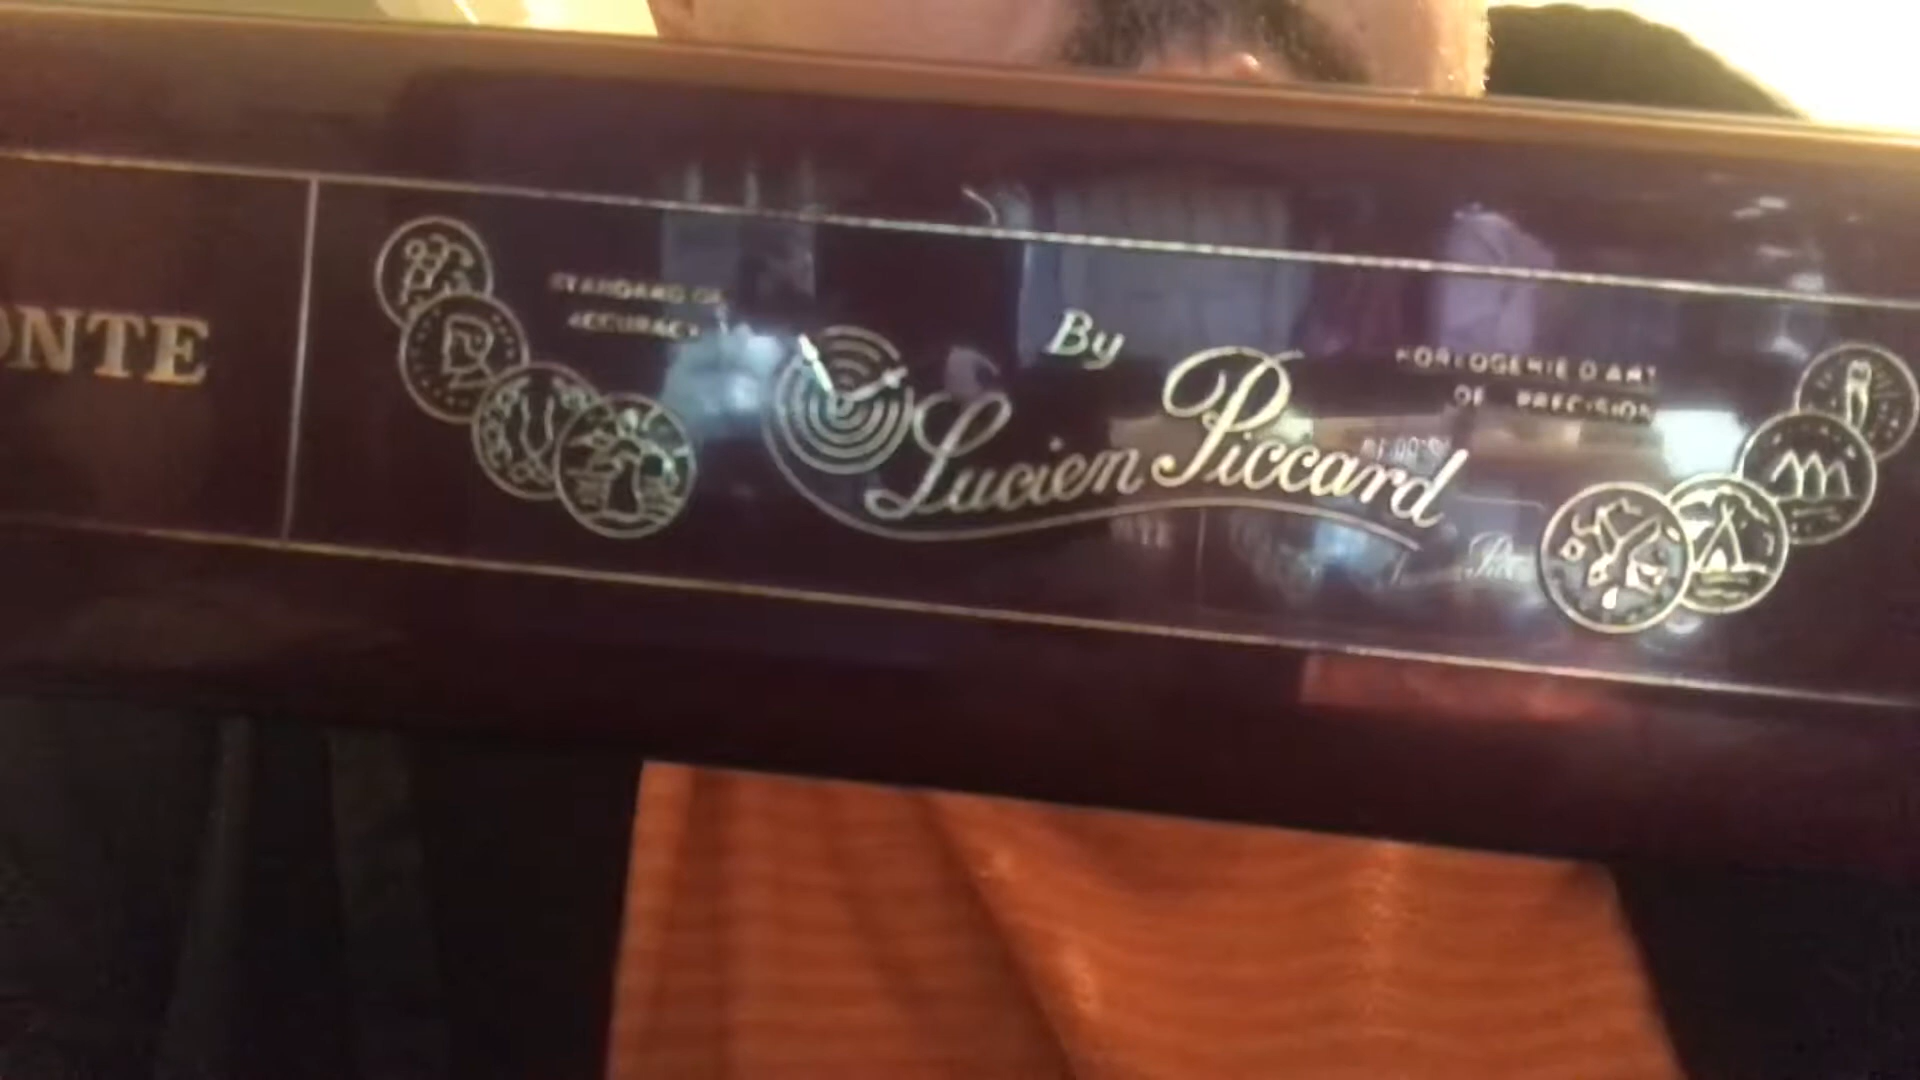 ONTE
STANDARD OF
ACCURACY
By
Lucien Piccard
HORLOGERIE D'ART
OF PRECISION